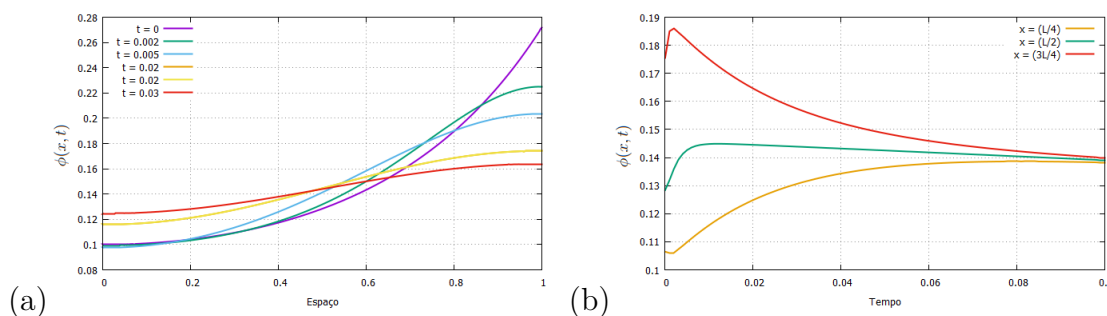 0.28
0.26
0.24
0.22
0.2
0.18
0.16
0.14
0.12
0.1
0.08
0
0.2
0.4
0.6
0.8
1
t = 0
t = 0.002
t = 0.005
t = 0.02
t = 0.02
t = 0.03
ϕ(x, t)
Espaço
(a)
0.19
0.18
0.17
0.16
0.15
0.14
0.13
0.12
0.11
0.1
0
0.02
0.04
0.06
0.08
0.
x = (L/4)
x = (L/2)
x = (3L/4)
ϕ(x, t)
Tempo
(b)